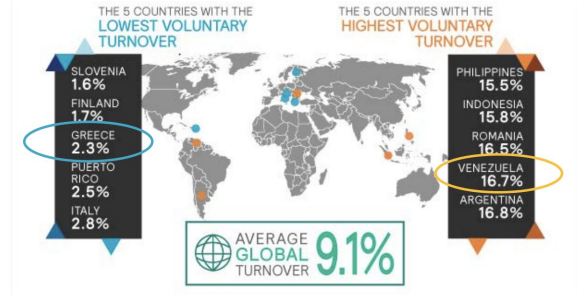 THE 5 COUNTRIES WITH THE
LOWEST VOLUNTARY
TURNOVER
SLOVENIA
1.6%
FINLAND
1.7%
GREECE
2.3%
PUERTO
RICO
2.5%
ITALY
2.8%
THE 5 COUNTRIES WITH THE
HIGHEST VOLUNTARY
TURNOVER
PHILIPPINES
15.5%
INDONESIA
15.8%
ROMANIA
16.5%
VENEZUELA
16.7%
ARGENTINA
16.8%
AVERAGE
GLOBAL
TURNOVER
9.1%